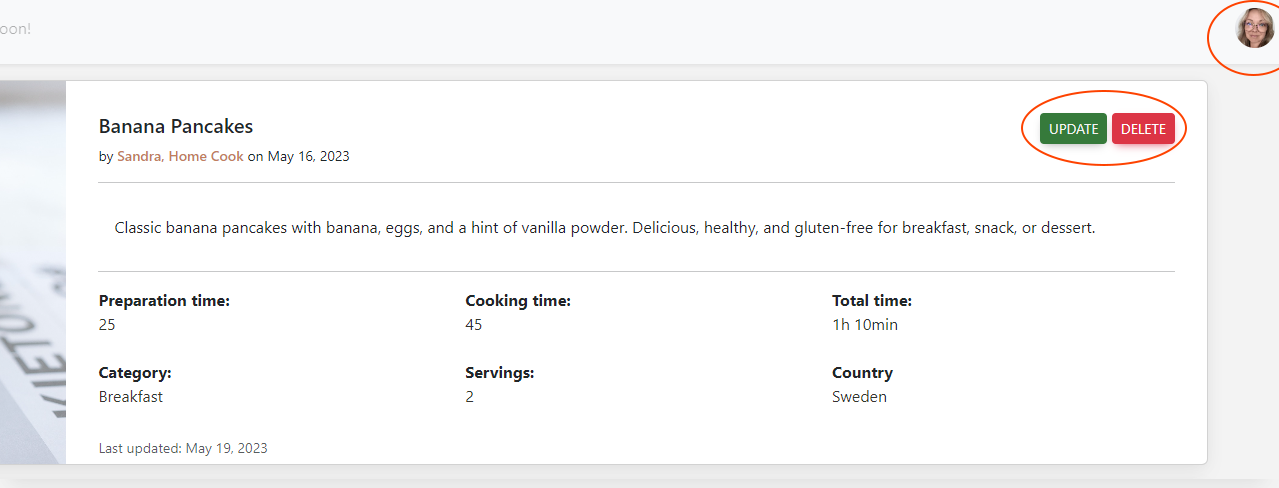 oon!
Banana Pancakes
UPDATE DELETE
by Sandra, Home Cook on May 16, 2023
Classic banana pancakes with banana, eggs, and a hint of vanilla powder. Delicious, healthy, and gluten-free for breakfast, snack, or dessert.
Preparation time: Cooking time: Total time:
25 45 1h 10min
Category: Servings: Country
Breakfast 2 Sweden
Last updated: May 19, 2023